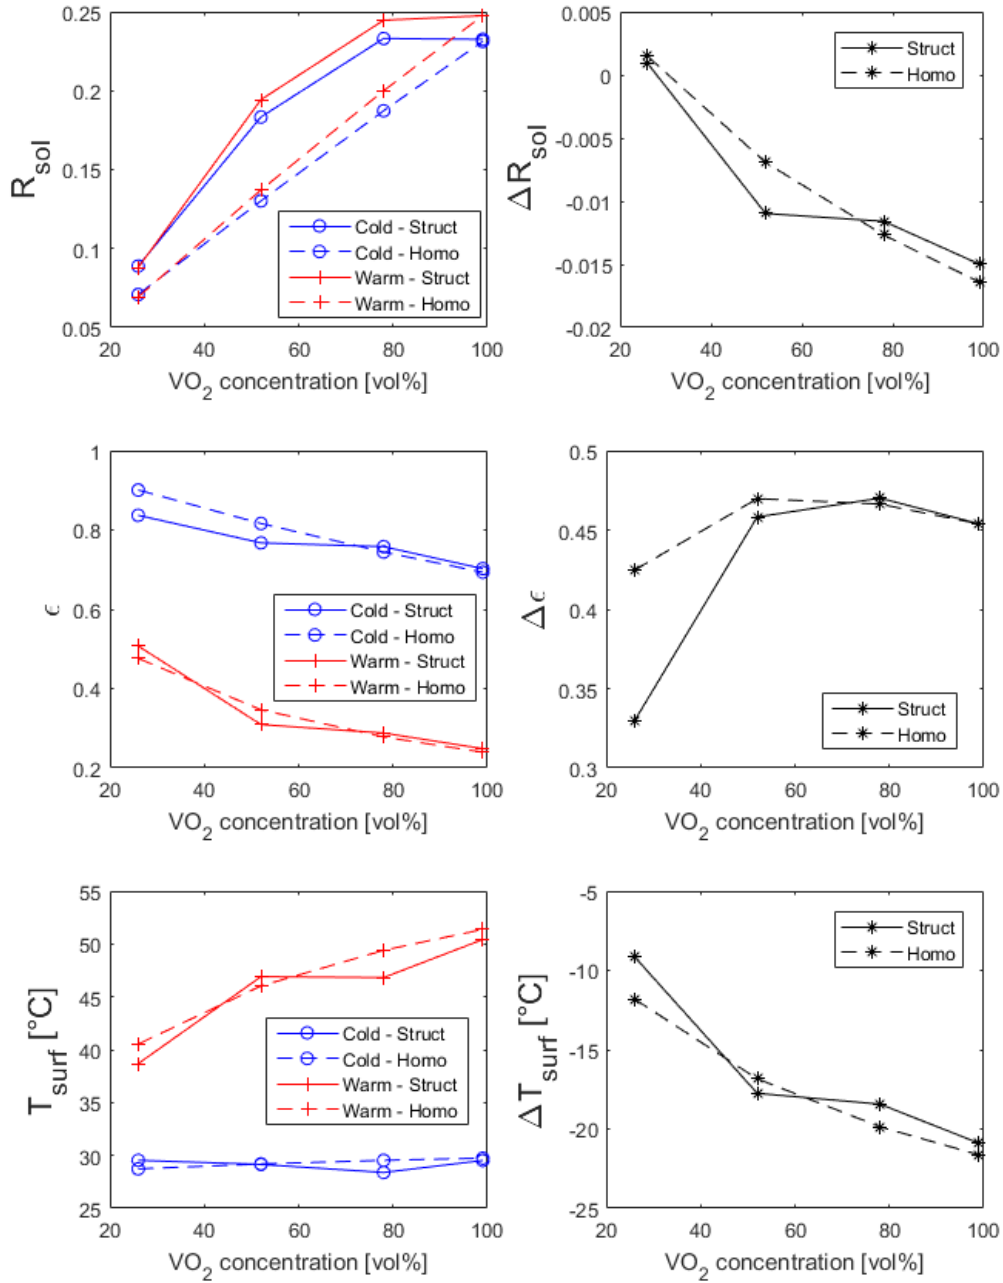 R_sol
0.25
0.2
0.15
0.1
0.05
Cold - Struct
Cold - Homo
Warm - Struct
Warm - Homo
20 40 60 80 100
VO2 concentration [vol%]
ΔR_sol
0.005
0
-0.005
-0.01
-0.015
-0.02
Struct
Homo
20 40 60 80 100
VO2 concentration [vol%]
ϵ
1
0.8
0.6
0.4
0.2
Cold - Struct
Cold - Homo
Warm - Struct
Warm - Homo
20 40 60 80 100
VO2 concentration [vol%]
Δϵ
0.5
0.45
0.4
0.35
0.3
Struct
Homo
20 40 60 80 100
VO2 concentration [vol%]
T_surf [°C]
55
50
45
40
35
30
25
Cold - Struct
Cold - Homo
Warm - Struct
Warm - Homo
20 40 60 80 100
VO2 concentration [vol%]
ΔT_surf [°C]
-5
-10
-15
-20
-25
Struct
Homo
20 40 60 80 100
VO2 concentration [vol%]